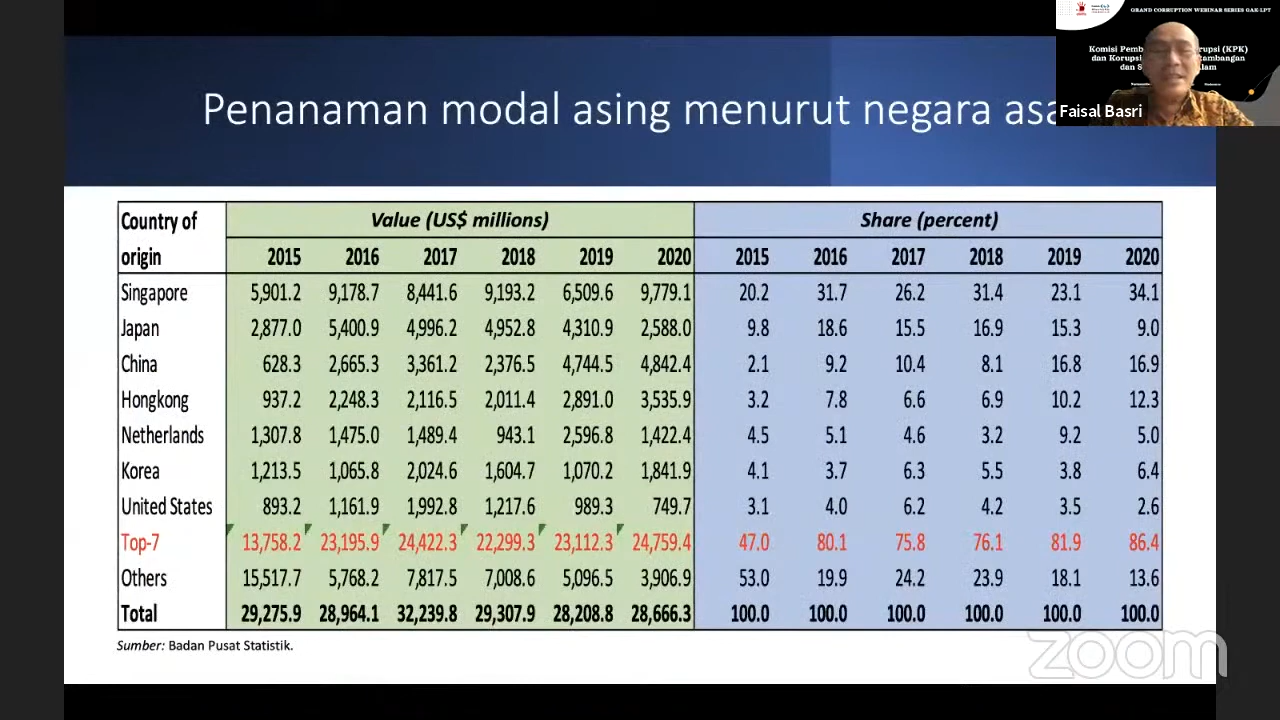 GRAND CORRUPTION WEBINAR SERIES GAK-LPT
Komisi Pemb rupsi (KPK)
dan Korups tambangan
dan S lam
Faisal Basri
Penanaman modal asing menurut negara asa
Country of origin Value (US$ millions) Share (percent)
2015 2016 2017 2018 2019 2020 2015 2016 2017 2018 2019 2020
Singapore 5,901.2 9,178.7 8,441.6 9,193.2 6,509.6 9,779.1 20.2 31.7 26.2 31.4 23.1 34.1
Japan 2,877.0 5,400.9 4,996.2 4,952.8 4,310.9 2,588.0 9.8 18.6 15.5 16.9 15.3 9.0
China 628.3 2,665.3 3,361.2 2,376.5 4,744.5 4,842.4 2.1 9.2 10.4 8.1 16.8 16.9
Hongkong 937.2 2,248.3 2,116.5 2,011.4 2,891.0 3,535.9 3.2 7.8 6.6 6.9 10.2 12.3
Netherlands 1,307.8 1,475.0 1,489.4 943.1 2,596.8 1,422.4 4.5 5.1 4.6 3.2 9.2 5.0
Korea 1,213.5 1,065.8 2,024.6 1,604.7 1,070.2 1,841.9 4.1 3.7 6.3 5.5 3.8 6.4
United States 893.2 1,161.9 1,992.8 1,217.6 989.3 749.7 3.1 4.0 6.2 4.2 3.5 2.6
Top-7 13,758.2 23,195.9 24,422.3 22,299.3 23,112.3 24,759.4 47.0 80.1 75.8 76.1 81.9 86.4
Others 15,517.7 5,768.2 7,817.5 7,008.6 5,096.5 3,906.9 53.0 19.9 24.2 23.9 18.1 13.6
Total 29,275.9 28,964.1 32,239.8 29,307.9 28,208.8 28,666.3 100.0 100.0 100.0 100.0 100.0 100.0
Sumber: Badan Pusat Statistik.
zoom